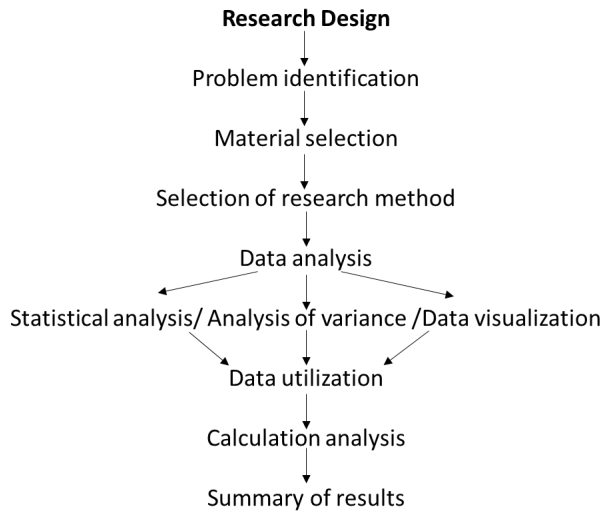 Research Design
Problem identification
Material selection
Selection of research method
Data analysis
Statistical analysis/ Analysis of variance /Data visualization
Data utilization
Calculation analysis
Summary of results